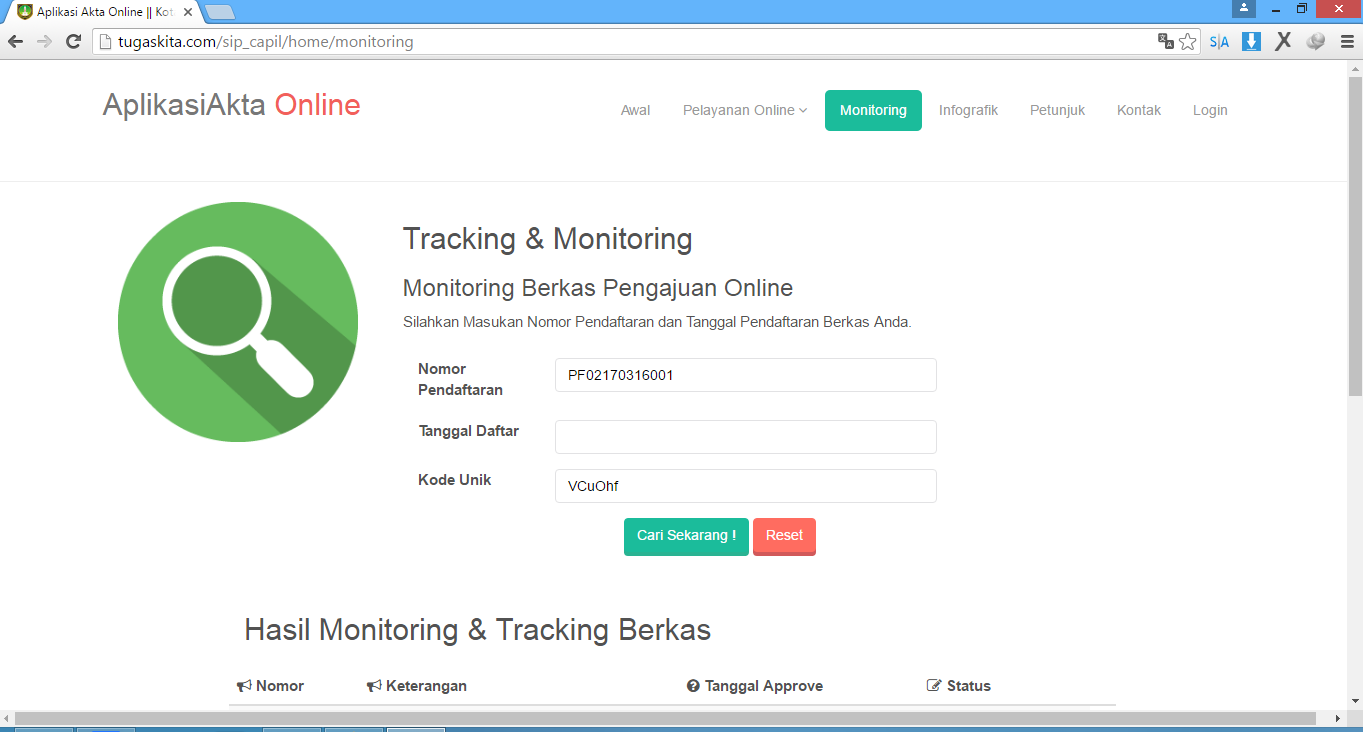 Aplikasi Akta Online || Kot
tugaskita.com/sip_capil/home/monitoring
S|A
AplikasiAkta Online
Awal Pelayanan Online Monitoring Infografik Petunjuk Kontak Login
Tracking & Monitoring
Monitoring Berkas Pengajuan Online
Silahkan Masukan Nomor Pendaftaran dan Tanggal Pendaftaran Berkas Anda.
Nomor
Pendaftaran
PF02170316001
Tanggal Daftar
Kode Unik
VCuOhf
Cari Sekarang ! Reset
Hasil Monitoring & Tracking Berkas
Nomor Keterangan Tanggal Approve Status